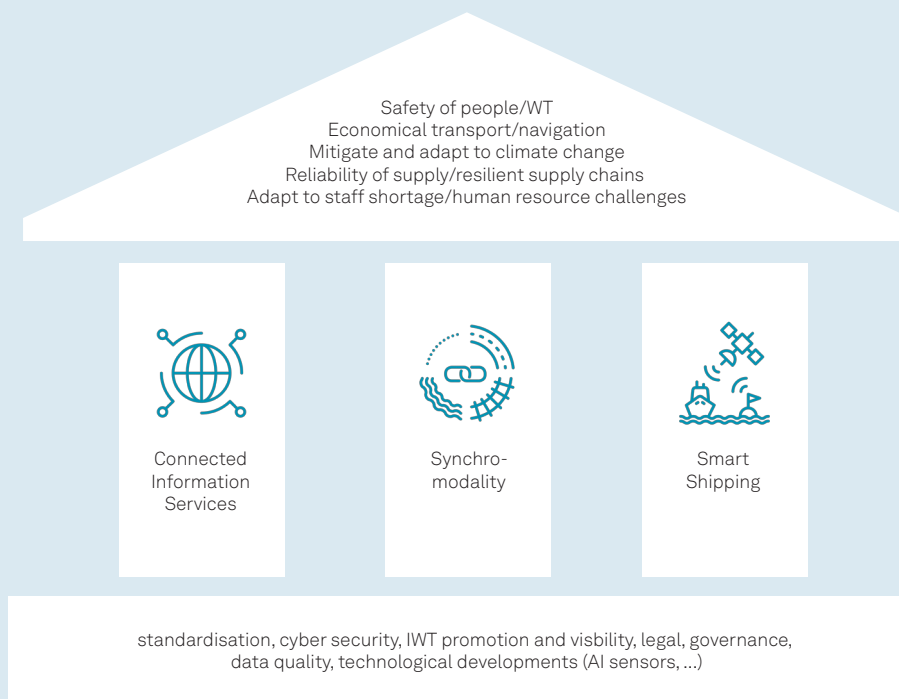 Safety of people/WT
Economical transport/navigation
Mitigate and adapt to climate change
Reliability of supply/resilient supply chains
Adapt to staff shortage/human resource challenges
Connected
Information
Services
Synchro-
modality
Smart
Shipping
standardisation, cyber security, IWT promotion and visbility, legal, governance,
data quality, technological developments (AI sensors, ...)